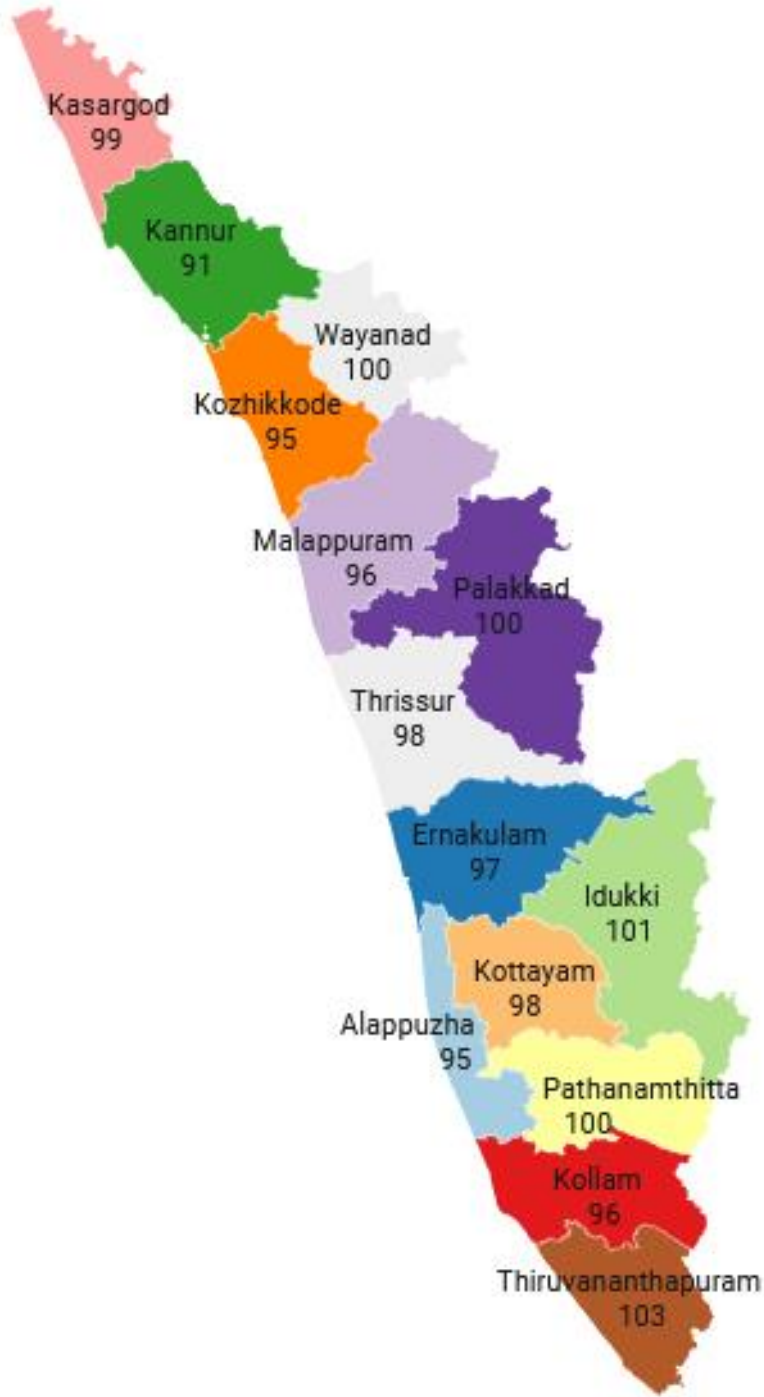 Kasargod
99
Kannur
91
Wayanad
100
Kozhikkode
95
Malappuram
96
Palakkad
100
Thrissur
98
Ernakulam
97
Idukki
101
Kottayam
98
Alappuzha
95
Pathanamthitta
100
Kollam
96
Thiruvananthapuram
103